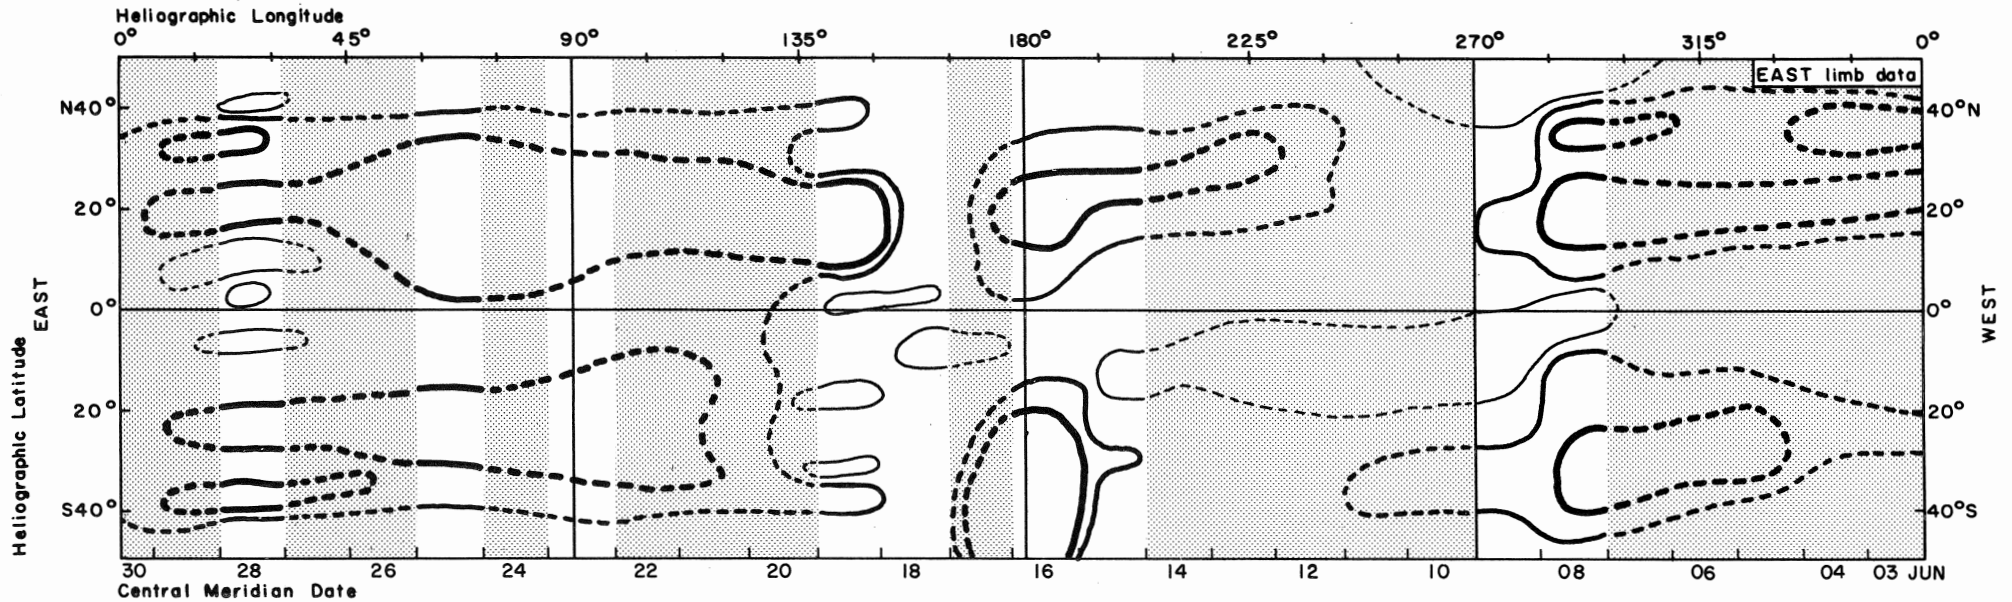 Heliographic Longitude
0° 45° 90° 135° 180° 225° 270° 315° 0°
EAST limb data
N40° 40°N
20° 20°
EAST
0° 0°
WEST
Heliographic Latitude
20° 20°
S40° 40°S
30 28 26 24 22 20 18 16 14 12 10 08 06 04 03 JUN
Central Meridian Date